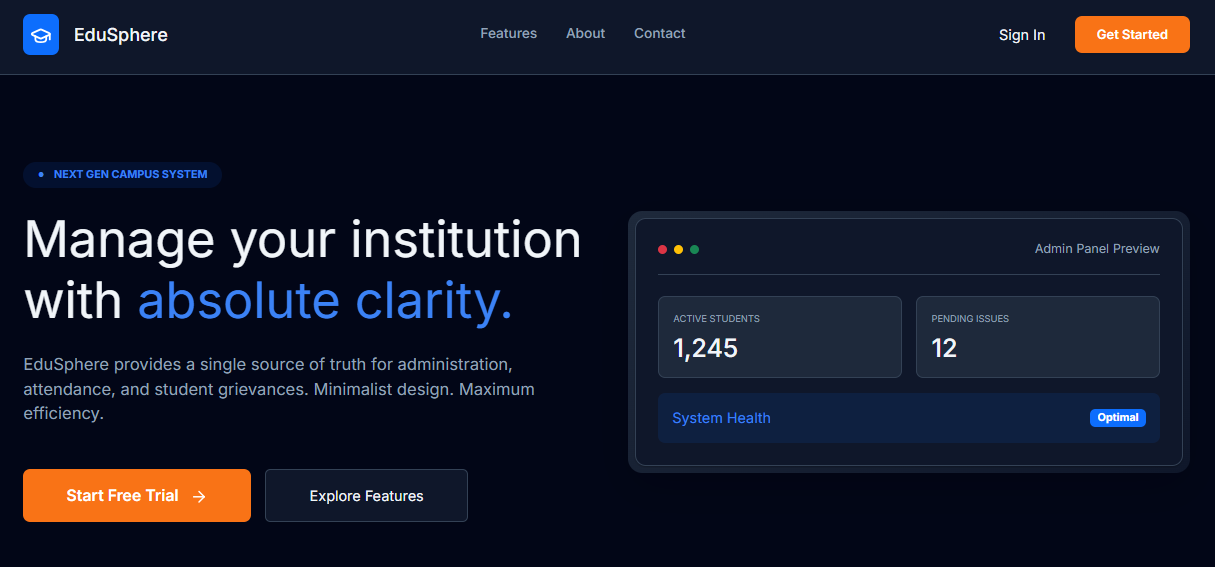 EduSphere
Features About Contact
Sign In
Get Started
NEXT GEN CAMPUS SYSTEM
Manage your institution
with absolute clarity.
EduSphere provides a single source of truth for administration,
attendance, and student grievances. Minimalist design. Maximum
efficiency.
Start Free Trial →
Explore Features
Admin Panel Preview
ACTIVE STUDENTS
1,245
PENDING ISSUES
12
System Health
Optimal